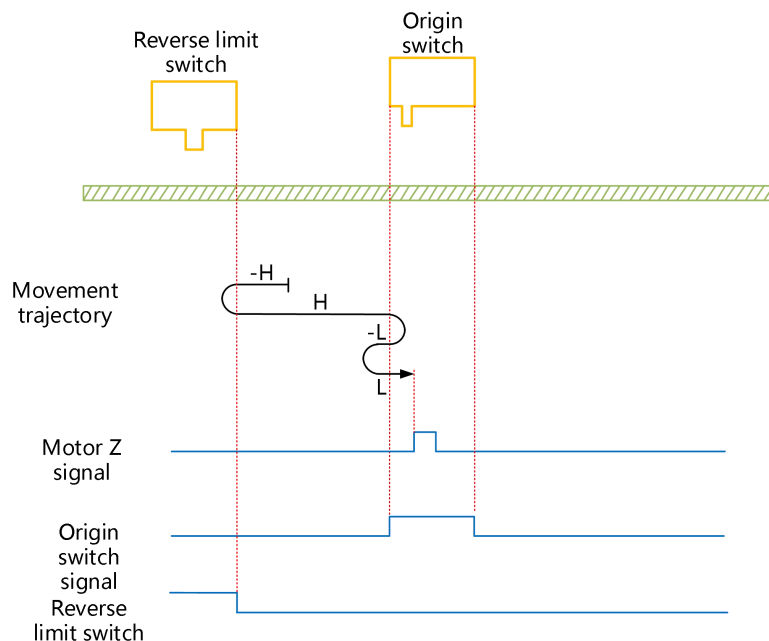 Reverse limit
switch
Origin
switch
Movement
trajectory
-H
H
-L
L
Motor Z
signal
Origin
switch
signal
Reverse
limit switch